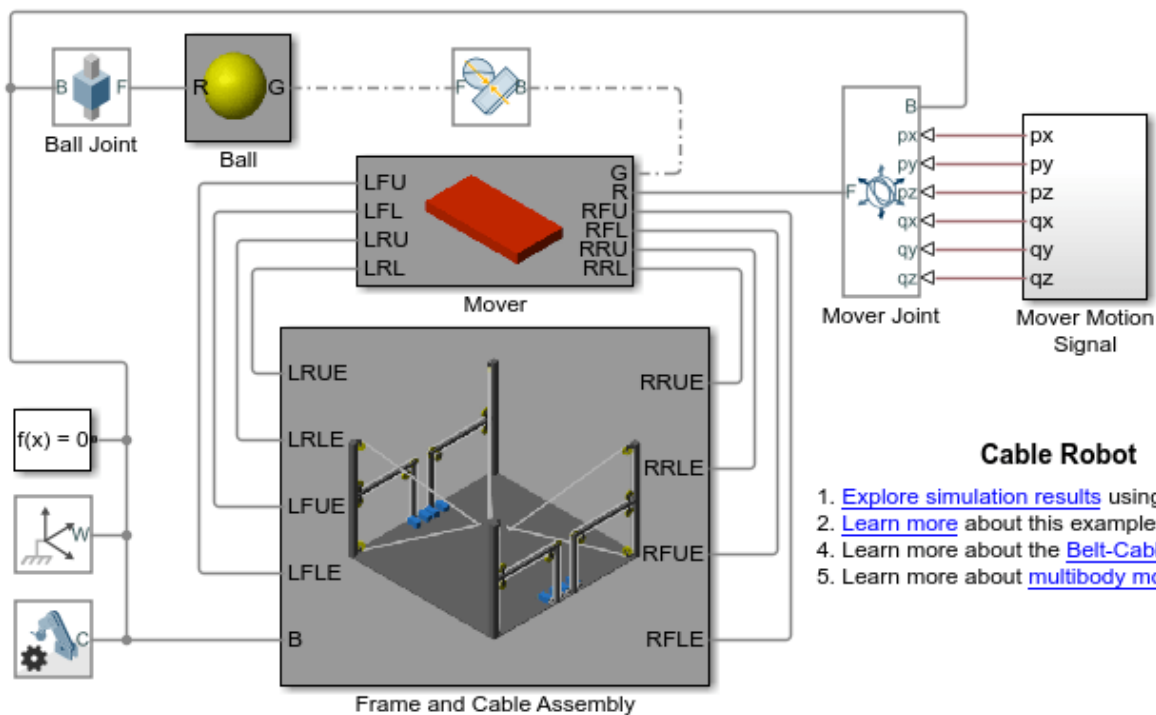 B
F
Ball Joint
R
G
Ball
F
B
LFU
LFL
LRU
LRL
G
R
RFU
RFL
RRU
RRL
Mover
B
px
py
pz
qx
qy
qz
F
Mover Joint
px
py
pz
qx
qy
qz
Mover Motion
Signal
LRUE
LRLE
LFUE
LFLE
B
RRUE
RRLE
RFUE
RFLE
Frame and Cable Assembly
f(x) = 0
W
C
Cable Robot
1. Explore simulation results using
2. Learn more about this example
4. Learn more about the Belt-Cabl
5. Learn more about multibody mo